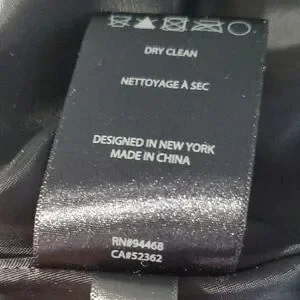 DRY CLEAN
NETTOYAGE À SEC
DESIGNED IN NEW YORK
MADE IN CHINA
RN#94468
CA#52362